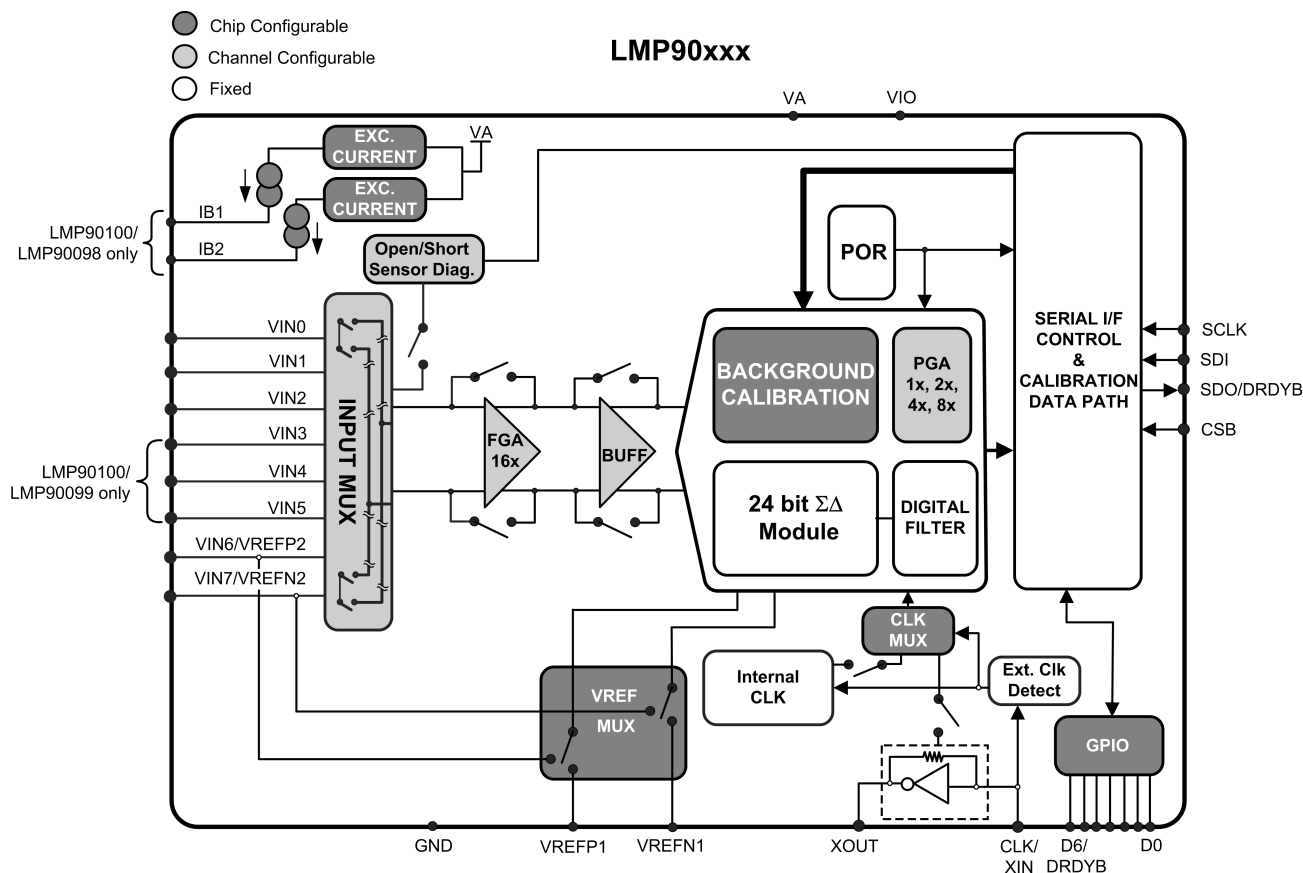 Chip Configurable
Channel Configurable
Fixed
LMP90xxx
VA
VIO
EXC.
CURRENT
VA
EXC.
CURRENT
IB1
IB2
LMP90100/
LMP90098 only
Open/Short
Sensor Diag.
POR
SERIAL I/F
CONTROL
&
CALIBRATION
DATA PATH
SCLK
SDI
SDO/DRDYB
CSB
VIN0
VIN1
VIN2
VIN3
VIN4
VIN5
VIN6/VREFP2
VIN7/VREFN2
LMP90100/
LMP90099 only
INPUT MUX
FGA
16x
BUFF
BACKGROUND
CALIBRATION
PGA
1x, 2x,
4x, 8x
24 bit ΣΔ
Module
DIGITAL
FILTER
CLK
MUX
Internal
CLK
Ext. Clk
Detect
VREF
MUX
GPIO
GND
VREFP1
VREFN1
XOUT
CLK/
XIN
D6/
DRDYB
D0